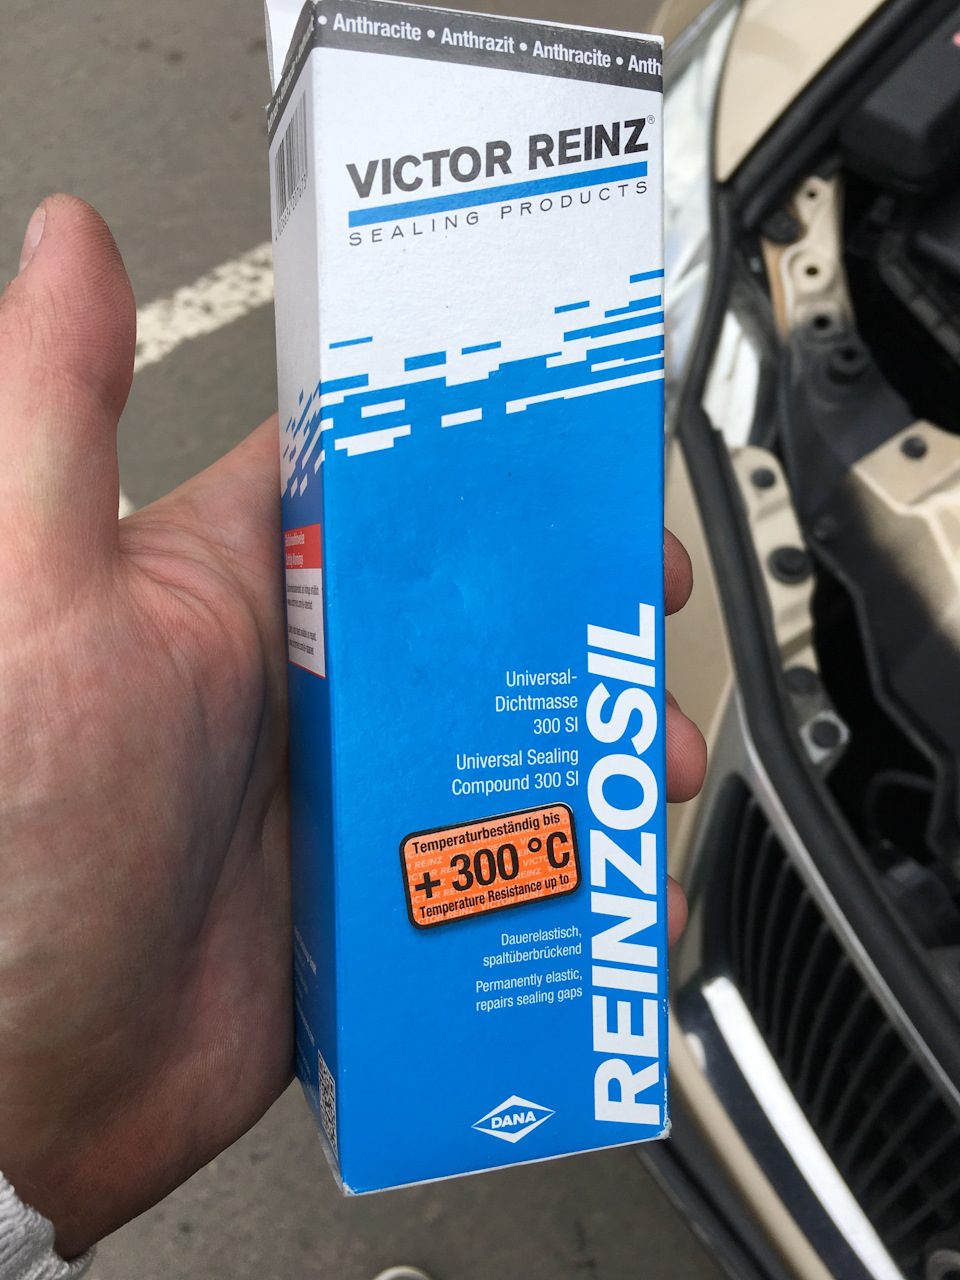 • Anthracite • Anthrazit • Anthracite • Anth
VICTOR REINZ®
SEALING PRODUCTS
Universal-
Dichtmasse
300 SI
Universal Sealing
Compound 300 SI
REINZOSIL
Temperaturbeständig bis
+ 300 °C
Temperature Resistance up to
Dauerelastisch,
spaltüberbrückend
Permanently elastic,
repairs sealing gaps
DANA